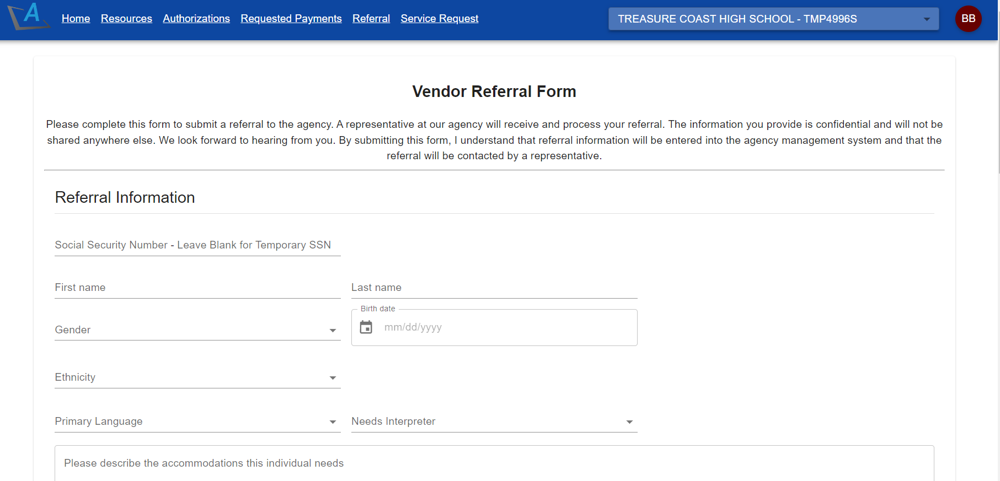 A
Home Resources Authorizations Requested Payments Referral Service Request TREASURE COAST HIGH SCHOOL - TMP4996S BB
Vendor Referral Form
Please complete this form to submit a referral to the agency. A representative at our agency will receive and process your referral. The information you provide is confidential and will not be
shared anywhere else. We look forward to hearing from you. By submitting this form, I understand that referral information will be entered into the agency management system and that the
referral will be contacted by a representative.
Referral Information
Social Security Number - Leave Blank for Temporary SSN
First name Last name
Birth date
Gender mm/dd/yyyy
Ethnicity
Primary Language Needs Interpreter
Please describe the accommodations this individual needs